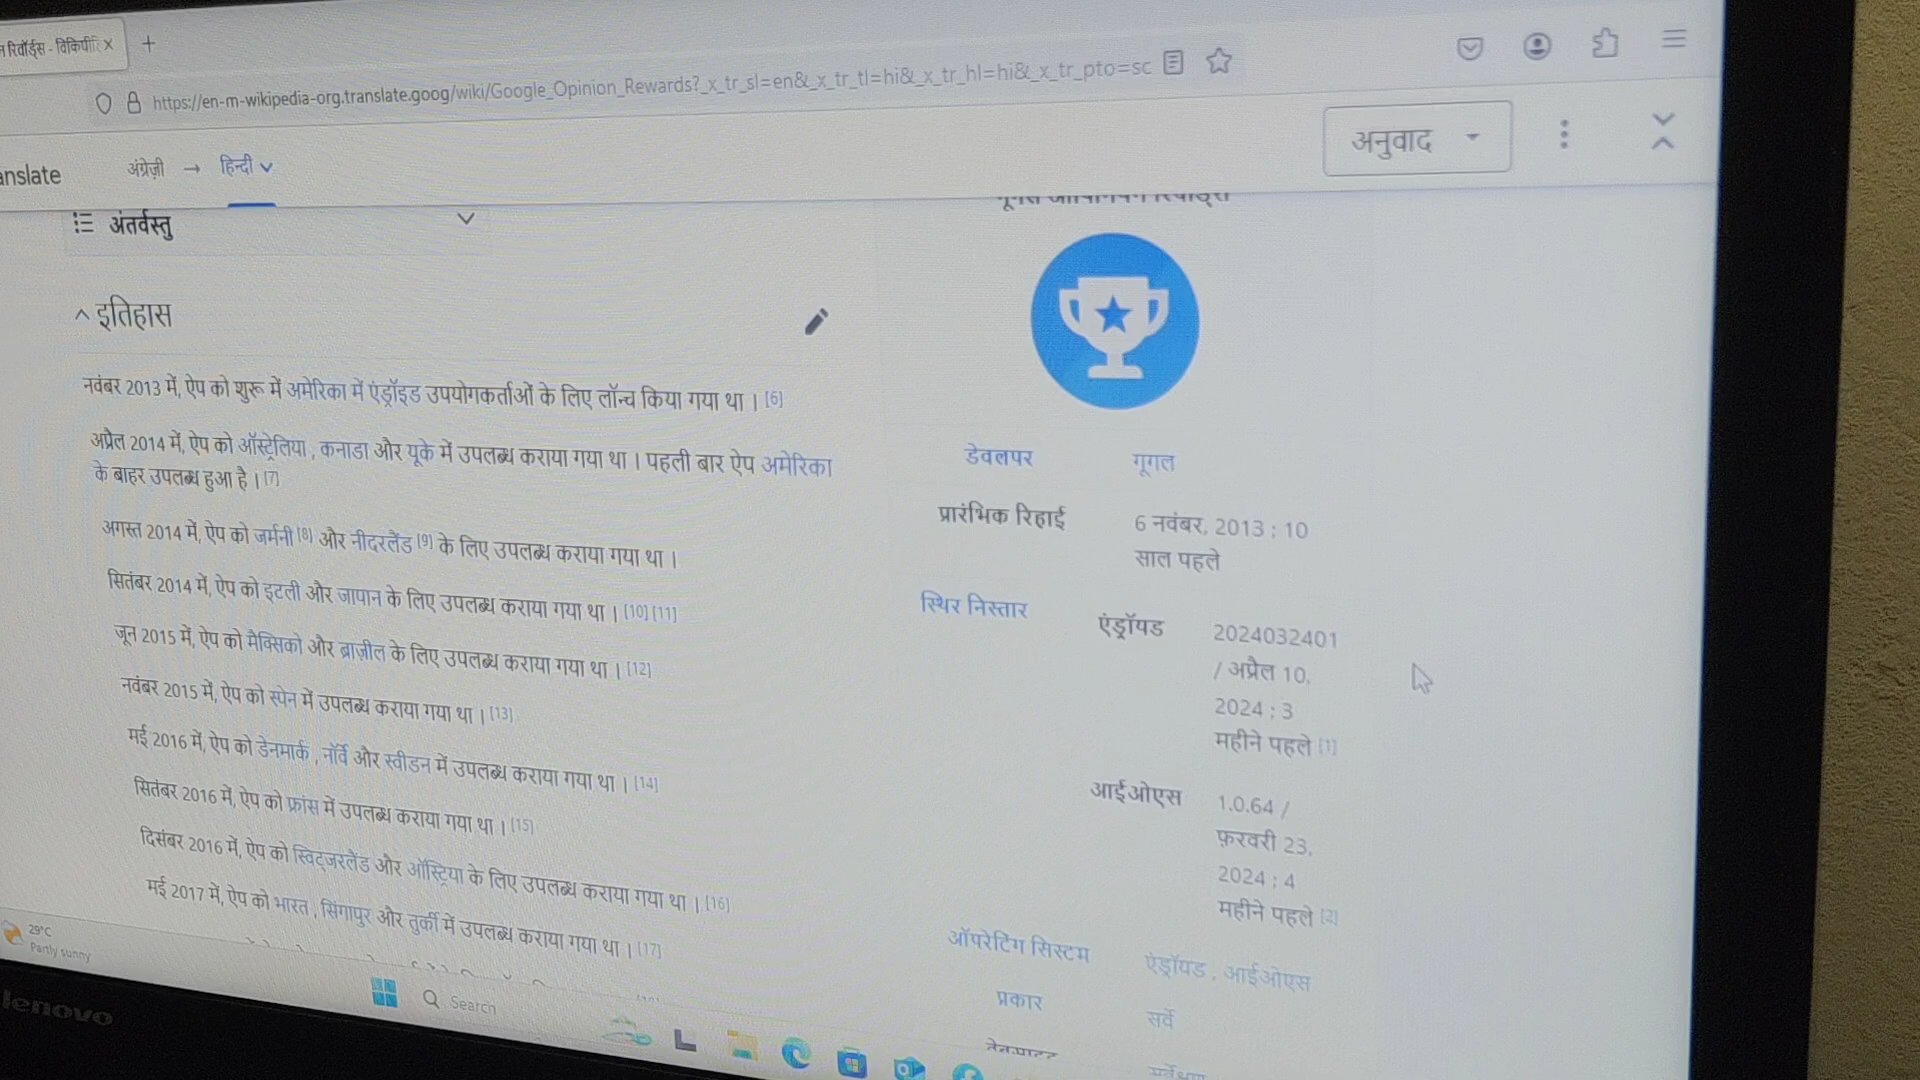 रिवॉर्ड्स - विकिपीडि × +
https://en-m-wikipedia-org.translate.goog/wiki/Google_Opinion_Rewards?_x_tr_sl=en&_x_tr_tl=hi&_x_tr_hl=hi&_x_tr_pto=sc
anslate अंग्रेज़ी → हिन्दी अनुवाद
अंतर्वस्तु
इतिहास
नवंबर 2013 में, ऐप को शुरू में अमेरिका में एंड्रॉइड उपयोगकर्ताओं के लिए लॉन्च किया गया था । [6]
अप्रैल 2014 में, ऐप को ऑस्ट्रेलिया , कनाडा और यूके में उपलब्ध कराया गया था । पहली बार ऐप अमेरिका
के बाहर उपलब्ध हुआ है । [7]
अगस्त 2014 में, ऐप को जर्मनी [8] और नीदरलैंड [9] के लिए उपलब्ध कराया गया था ।
सितंबर 2014 में, ऐप को इटली और जापान के लिए उपलब्ध कराया गया था । [10] [11]
जून 2015 में, ऐप को मैक्सिको और ब्राज़ील के लिए उपलब्ध कराया गया था । [12]
नवंबर 2015 में, ऐप को स्पेन में उपलब्ध कराया गया था । [13]
मई 2016 में, ऐप को डेनमार्क , नॉर्वे और स्वीडन में उपलब्ध कराया गया था । [14]
सितंबर 2016 में, ऐप को फ्रांस में उपलब्ध कराया गया था । [15]
दिसंबर 2016 में, ऐप को स्विट्जरलैंड और ऑस्ट्रिया के लिए उपलब्ध कराया गया था । [16]
मई 2017 में, ऐप को भारत , सिंगापुर और तुर्की में उपलब्ध कराया गया था । [17]
डेवलपर गूगल
प्रारंभिक रिहाई 6 नवंबर, 2013 ; 10
साल पहले
स्थिर निस्तार एंड्रॉयड 2024032401
/ अप्रैल 10,
2024 ; 3
महीने पहले [1]
आईओएस 1.0.64 /
फ़रवरी 23,
2024 ; 4
महीने पहले [2]
ऑपरेटिंग सिस्टम एंड्रॉयड , आईओएस
प्रकार सर्वे
29°C
Partly sunny
Search
lenovo